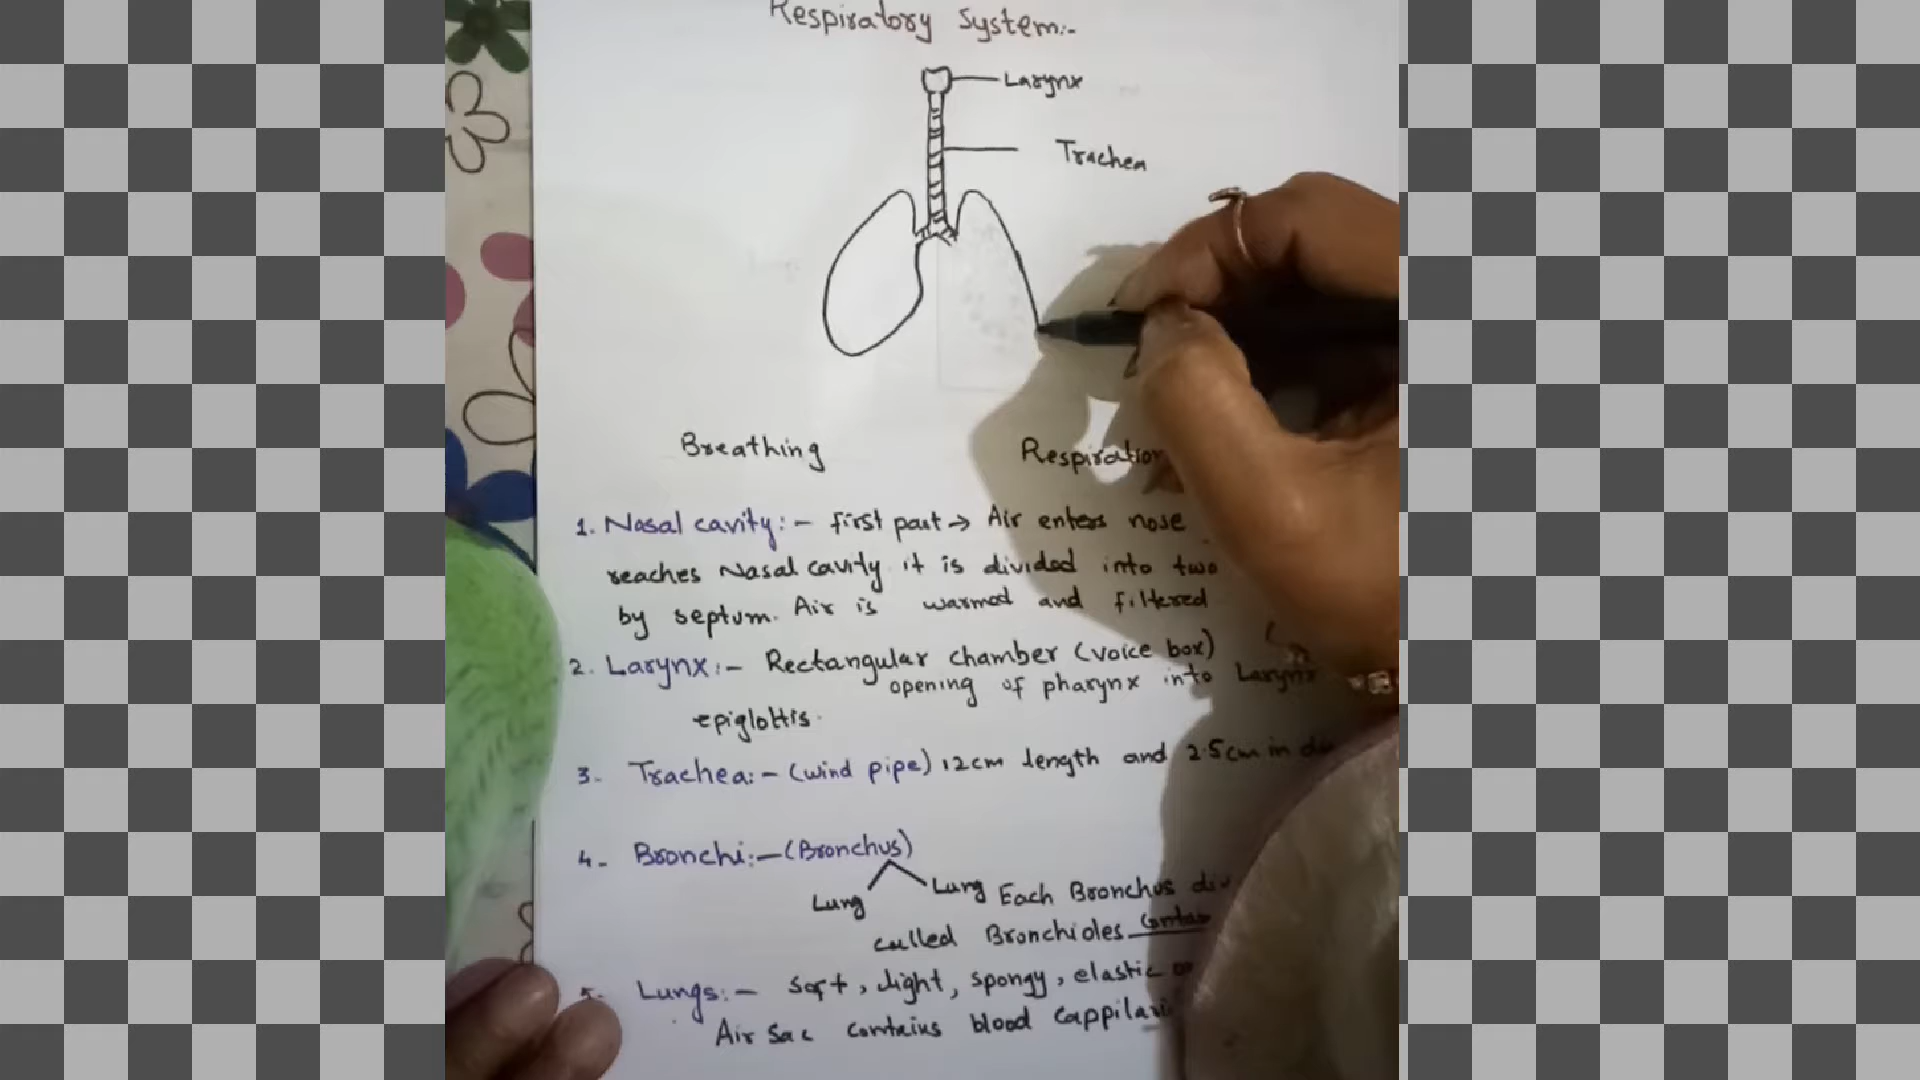 Respiratory System:-
Larynx
Trachea
Breathing
Respiration
1. Nasal cavity:- first part → Air enters nose
reaches Nasal cavity it is divided into two
by septum. Air is warmed and filtered
2. Larynx:- Rectangular chamber (voice box)
opening of pharynx into Larynx
epiglottis.
3. Trachea:- (wind pipe) 12cm length and 2.5cm in
4. Bronchi:- (Bronchus)
Lung Lung Each Bronchus
called Bronchioles
5. Lungs:- Soft, light, spongy, elastic
Air Sac contains blood